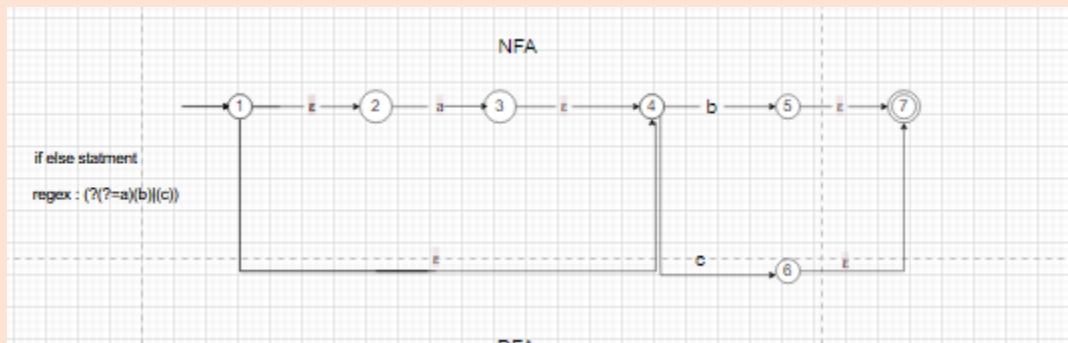 NFA
1 ε 2 a 3 ε 4 b 5 ε 7
if else statment
regex : (?(?=a)(b)|(c))
ε c 6 ε